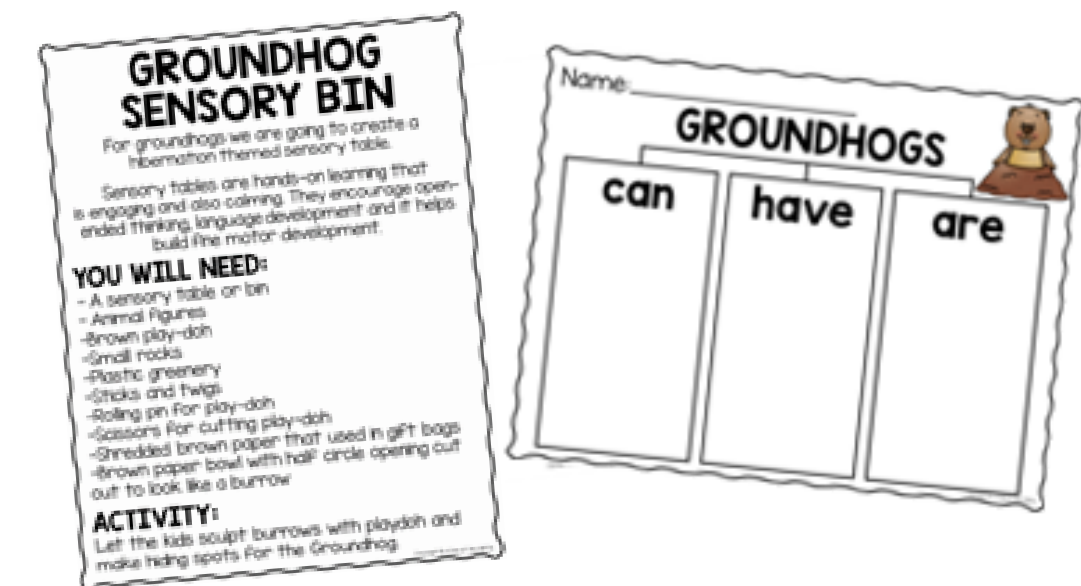 GROUNDHOG
SENSORY BIN
For groundhogs we are going to create a
hibernation themed sensory table.
Sensory tables are hands-on learning that
is engaging and also calming. They encourage open-
ended thinking, language development and it helps
build fine motor development.
YOU WILL NEED:
- A sensory table or bin
- Animal figures
-Brown play-doh
-Small rocks
-Plastic greenery
-Sticks and twigs
-Rolling pin for play-doh
-Scissors for cutting play-doh
-Shredded brown paper that used in gift bags
-Brown paper bowl with half circle opening cut
out to look like a burrow
ACTIVITY:
Let the kids sculpt burrows with playdoh and
make hiding spots for the Groundhog.
Name:
GROUNDHOGS
can
have
are